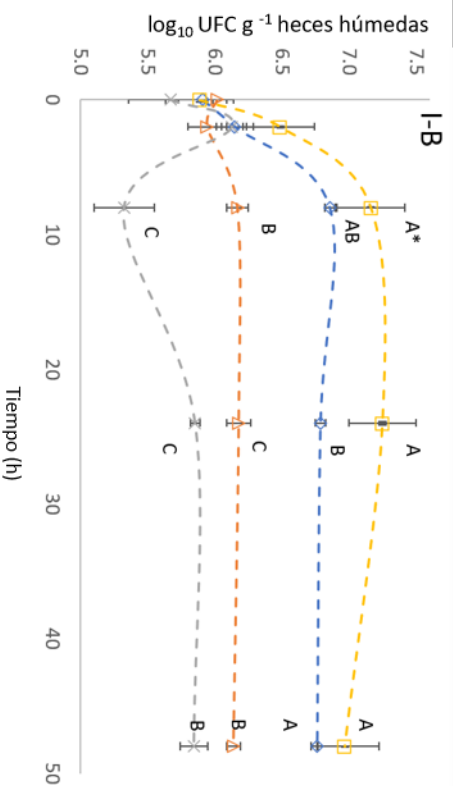 I-B
log₁₀ UFC g ⁻¹ heces húmedas
7.5
7.0
6.5
6.0
5.5
5.0
0
10
20
30
40
50
Tiempo (h)
A*
AB
B
C
A
B
C
C
A
A
B
B